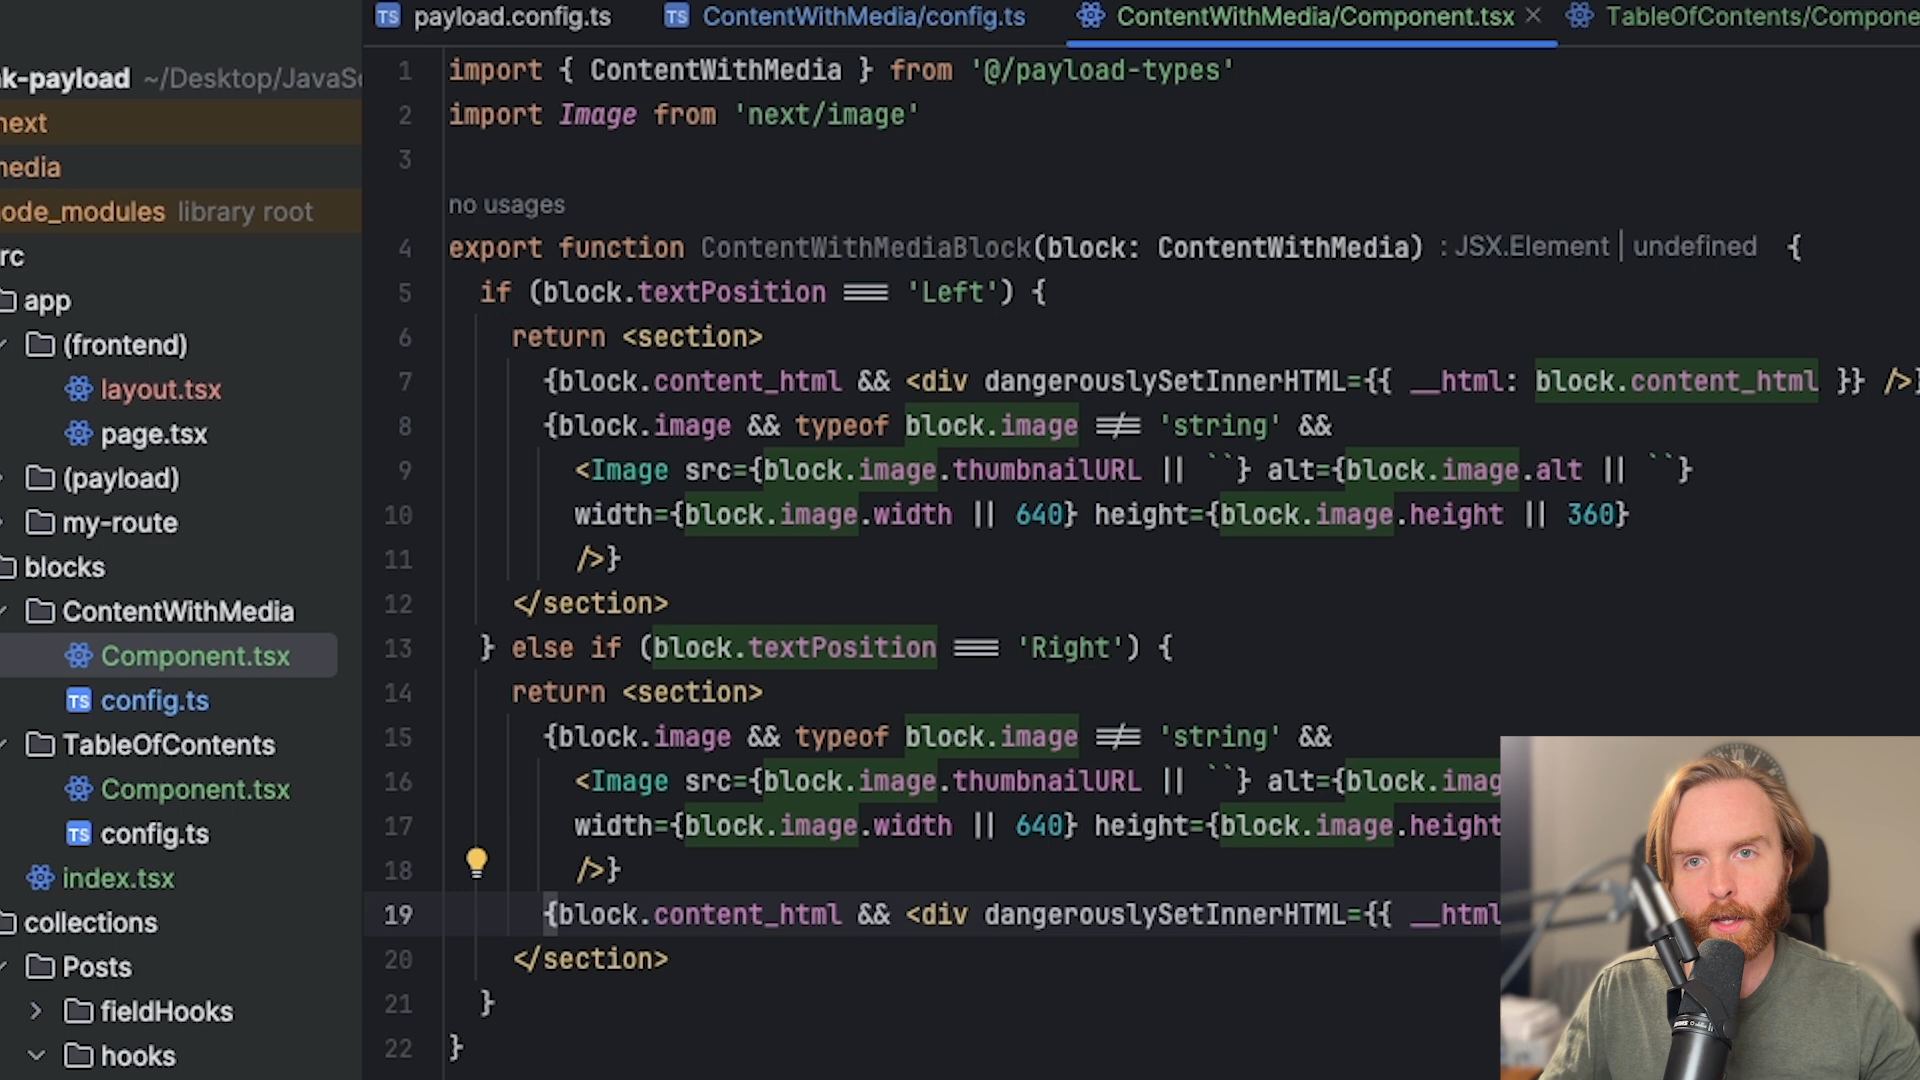 payload.config.ts
ContentWithMedia/config.ts
ContentWithMedia/Component.tsx
TableOfContents/Compone
k-payload ~/Desktop/JavaSc
next
media
node_modules library root
rc
app
(frontend)
layout.tsx
page.tsx
(payload)
my-route
blocks
ContentWithMedia
Component.tsx
config.ts
TableOfContents
Component.tsx
config.ts
index.tsx
collections
Posts
fieldHooks
hooks
1 import { ContentWithMedia } from '@/payload-types'
2 import Image from 'next/image'
3
no usages
4 export function ContentWithMediaBlock(block: ContentWithMedia) : JSX.Element | undefined {
5 if (block.textPosition === 'Left') {
6 return <section>
7 {block.content_html && <div dangerouslySetInnerHTML={{ __html: block.content_html }} />}
8 {block.image && typeof block.image !== 'string' &&
9 <Image src={block.image.thumbnailURL || ``} alt={block.image.alt || ``}
10 width={block.image.width || 640} height={block.image.height || 360}
11 />}
12 </section>
13 } else if (block.textPosition === 'Right') {
14 return <section>
15 {block.image && typeof block.image !== 'string' &&
16 <Image src={block.image.thumbnailURL || ``} alt={block.imag
17 width={block.image.width || 640} height={block.image.height
18 />}
19 {block.content_html && <div dangerouslySetInnerHTML={{ __html
20 </section>
21 }
22 }